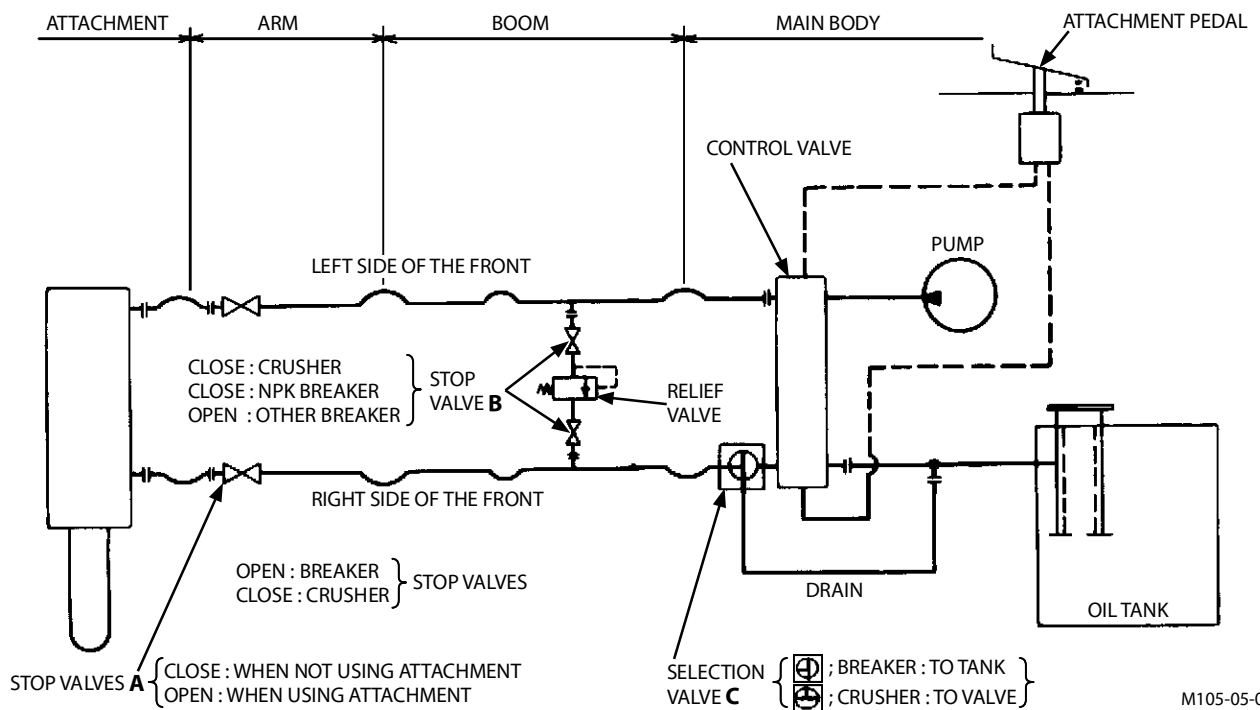 ATTACHMENT ARM BOOM MAIN BODY
ATTACHMENT PEDAL
CONTROL VALVE
PUMP
LEFT SIDE OF THE FRONT
CLOSE : CRUSHER
CLOSE : NPK BREAKER
OPEN : OTHER BREAKER
STOP
VALVE B
RELIEF
VALVE
RIGHT SIDE OF THE FRONT
OPEN : BREAKER
CLOSE : CRUSHER
STOP VALVES
DRAIN
OIL TANK
STOP VALVES A
CLOSE : WHEN NOT USING ATTACHMENT
OPEN : WHEN USING ATTACHMENT
SELECTION
VALVE C
; BREAKER : TO TANK
; CRUSHER : TO VALVE